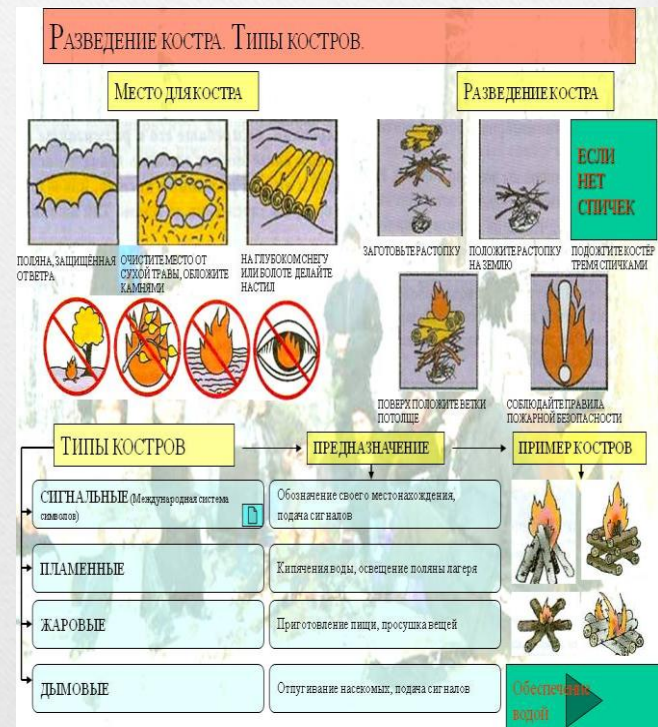 РАЗВЕДЕНИЕ КОСТРА. ТИПЫ КОСТРОВ.
МЕСТО ДЛЯ КОСТРА
РАЗВЕДЕНИЕ КОСТРА
ПОЛЯНА, ЗАЩИЩЁННАЯ
ОТ ВЕТРА
ОЧИСТИТЕ МЕСТО ОТ
СУХОЙ ТРАВЫ, ОБЛОЖИТЕ
КАМНЯМИ
НА ГЛУБОКОМ СНЕГУ
ИЛИ БОЛОТЕ ДЕЛАЙТЕ
НАСТИЛ
ЗАГОТОВЬТЕ РАСТОПКУ
ПОЛОЖИТЕ РАСТОПКУ
НА ЗЕМЛЮ
ЕСЛИ
НЕТ
СПИЧЕК
ПОДОЖГИТЕ КОСТЁР
ТРЕМЯ СПИЧКАМИ
ПОВЕРХ ПОЛОЖИТЕ ВЕТКИ
ПОТОЛЩЕ
СОБЛЮДАЙТЕ ПРАВИЛА
ПОЖАРНОЙ БЕЗОПАСНОСТИ
ТИПЫ КОСТРОВ
ПРЕДНАЗНАЧЕНИЕ
ПРИМЕР КОСТРОВ
СИГНАЛЬНЫЕ (Международная система
символов)
Обозначение своего местонахождения,
подача сигналов
ПЛАМЕННЫЕ
Кипячения воды, освещение поляны лагеря
ЖАРОВЫЕ
Приготовление пищи, просушка вещей
ДЫМОВЫЕ
Отпугивание насекомых, подача сигналов
Обеспечение
водой